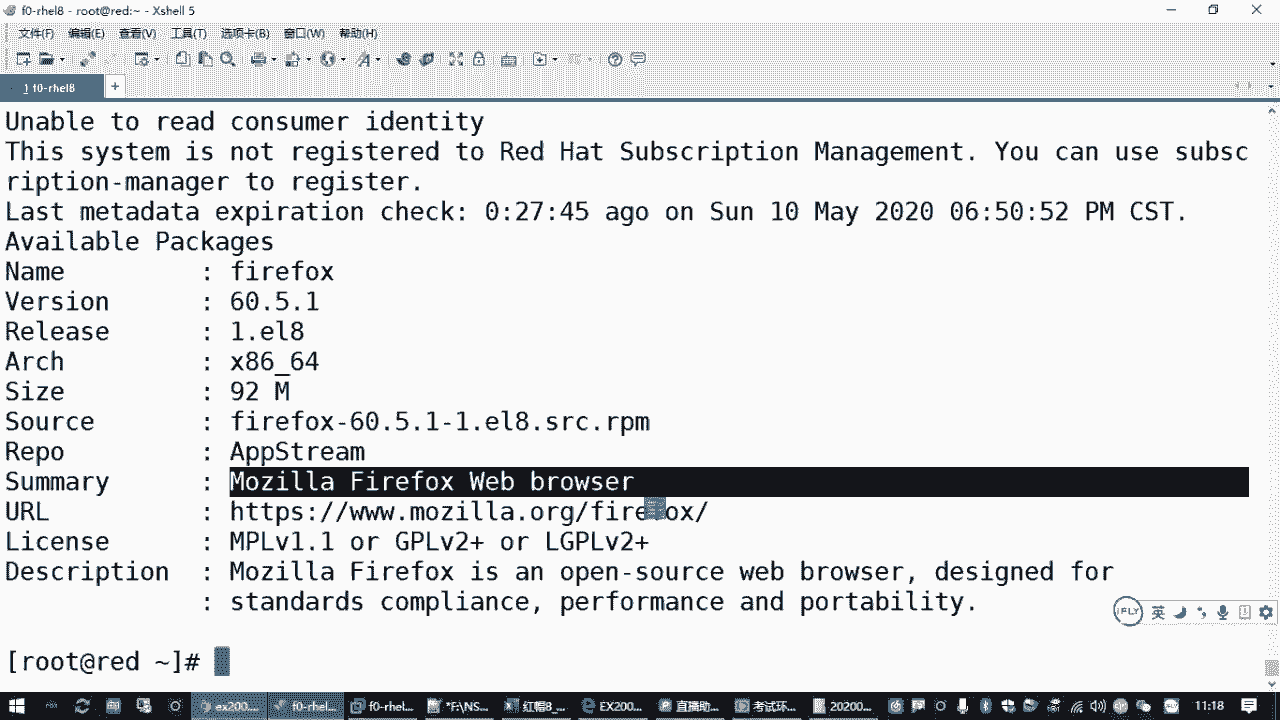 f0-rhel8 - root@red:~ - Xshell 5
文件(F) 编辑(E) 查看(V) 工具(T) 选项卡(B) 窗口(W) 帮助(H)
1 f0-rhel8 +
Unable to read consumer identity
This system is not registered to Red Hat Subscription Management. You can use subsc
ription-manager to register.
Last metadata expiration check: 0:27:45 ago on Sun 10 May 2020 06:50:52 PM CST.
Available Packages
Name : firefox
Version : 60.5.1
Release : 1.el8
Arch : x86_64
Size : 92 M
Source : firefox-60.5.1-1.el8.src.rpm
Repo : AppStream
Summary : Mozilla Firefox Web browser
URL : https://www.mozilla.org/firefox/
License : MPLv1.1 or GPLv2+ or LGPLv2+
Description : Mozilla Firefox is an open-source web browser, designed for
: standards compliance, performance and portability.
iFLY 英
[root@red ~]#
ex200... f0-rhel... f0-rhel... *F:\NS... 红帽8_... EX200... 直播助... 考试环... 20200... 11:18